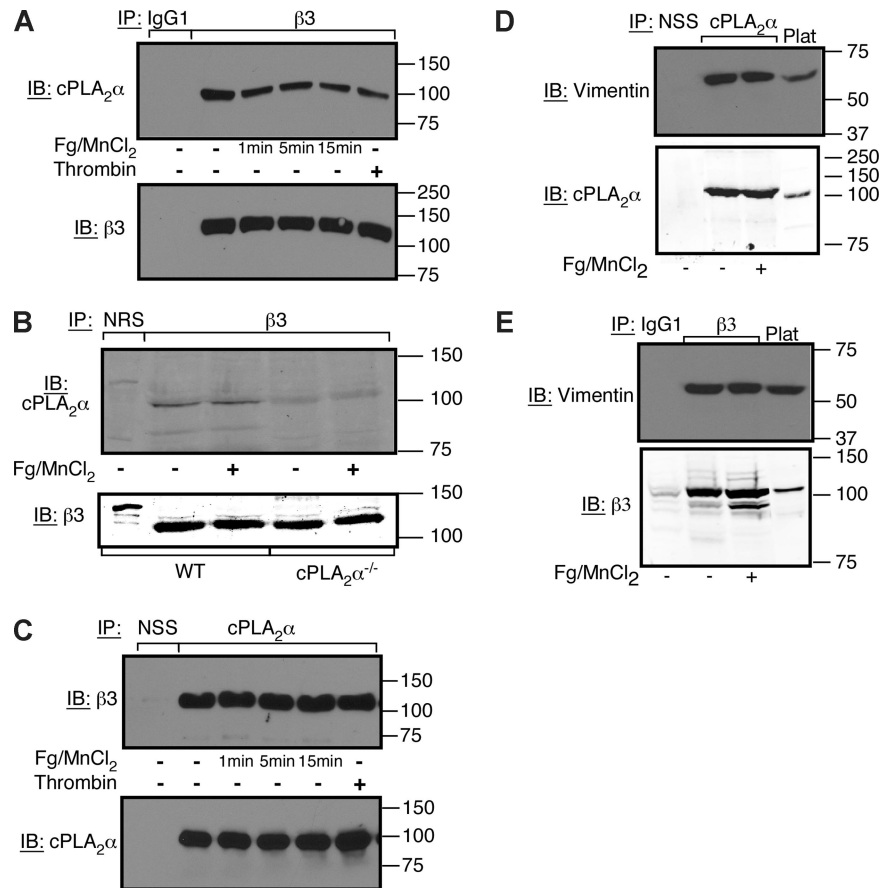 A
IP: IgG1 β3
IB: cPLA2α
150
100
75
Fg/MnCl2 - - 1min 5min 15min -
Thrombin - - - - - +
IB: β3
250
150
100
75
B
IP: NRS β3
IB:
cPLA2α
150
100
75
Fg/MnCl2 - - + - +
IB: β3
150
100
WT cPLA2α-/-
C
IP: NSS cPLA2α
IB: β3
150
100
75
Fg/MnCl2 - - 1min 5min 15min -
Thrombin - - - - - +
IB: cPLA2α
150
100
75
D
IP: NSS cPLA2α Plat
IB: Vimentin
75
50
37
IB: cPLA2α
250
150
100
75
Fg/MnCl2 - - +
E
IP: IgG1 β3 Plat
IB: Vimentin
75
50
37
IB: β3
150
100
75
Fg/MnCl2 - - +